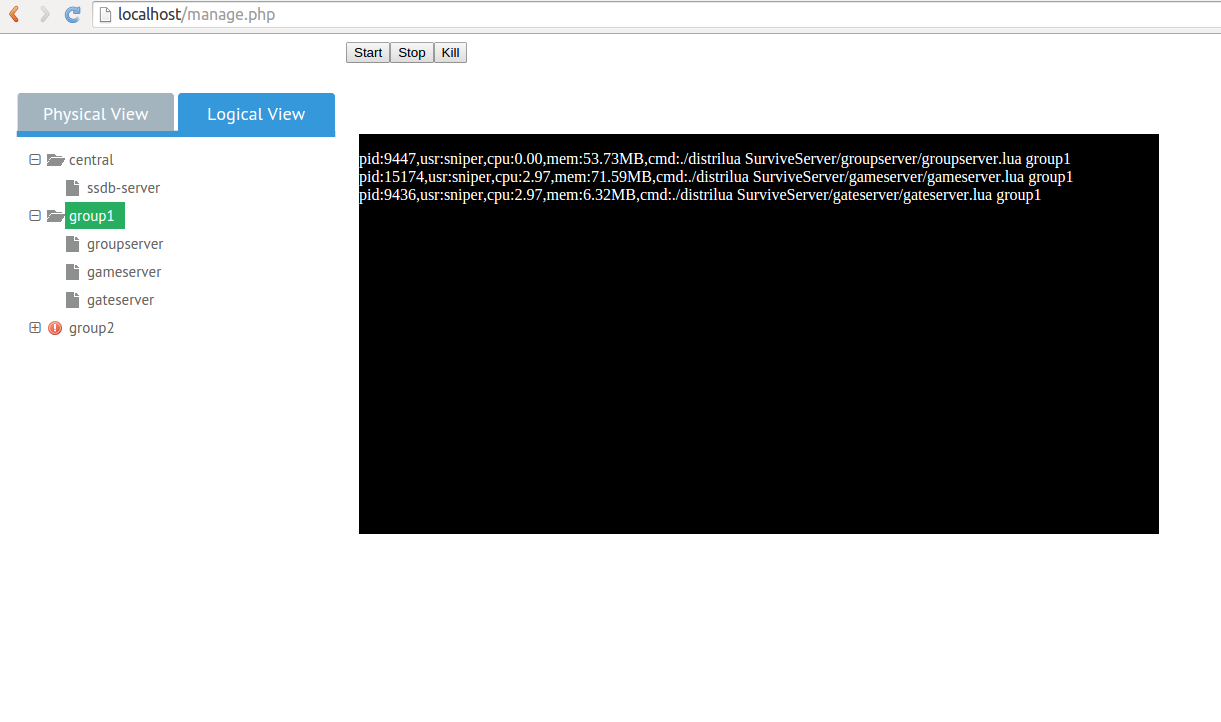 localhost/manage.php
Start Stop Kill
Physical View Logical View
central
ssdb-server
group1
groupserver
gameserver
gateserver
group2
pid:9447,usr:sniper,cpu:0.00,mem:53.73MB,cmd:./distrilua SurviveServer/groupserver/groupserver.lua group1
pid:15174,usr:sniper,cpu:2.97,mem:71.59MB,cmd:./distrilua SurviveServer/gameserver/gameserver.lua group1
pid:9436,usr:sniper,cpu:2.97,mem:6.32MB,cmd:./distrilua SurviveServer/gateserver/gateserver.lua group1